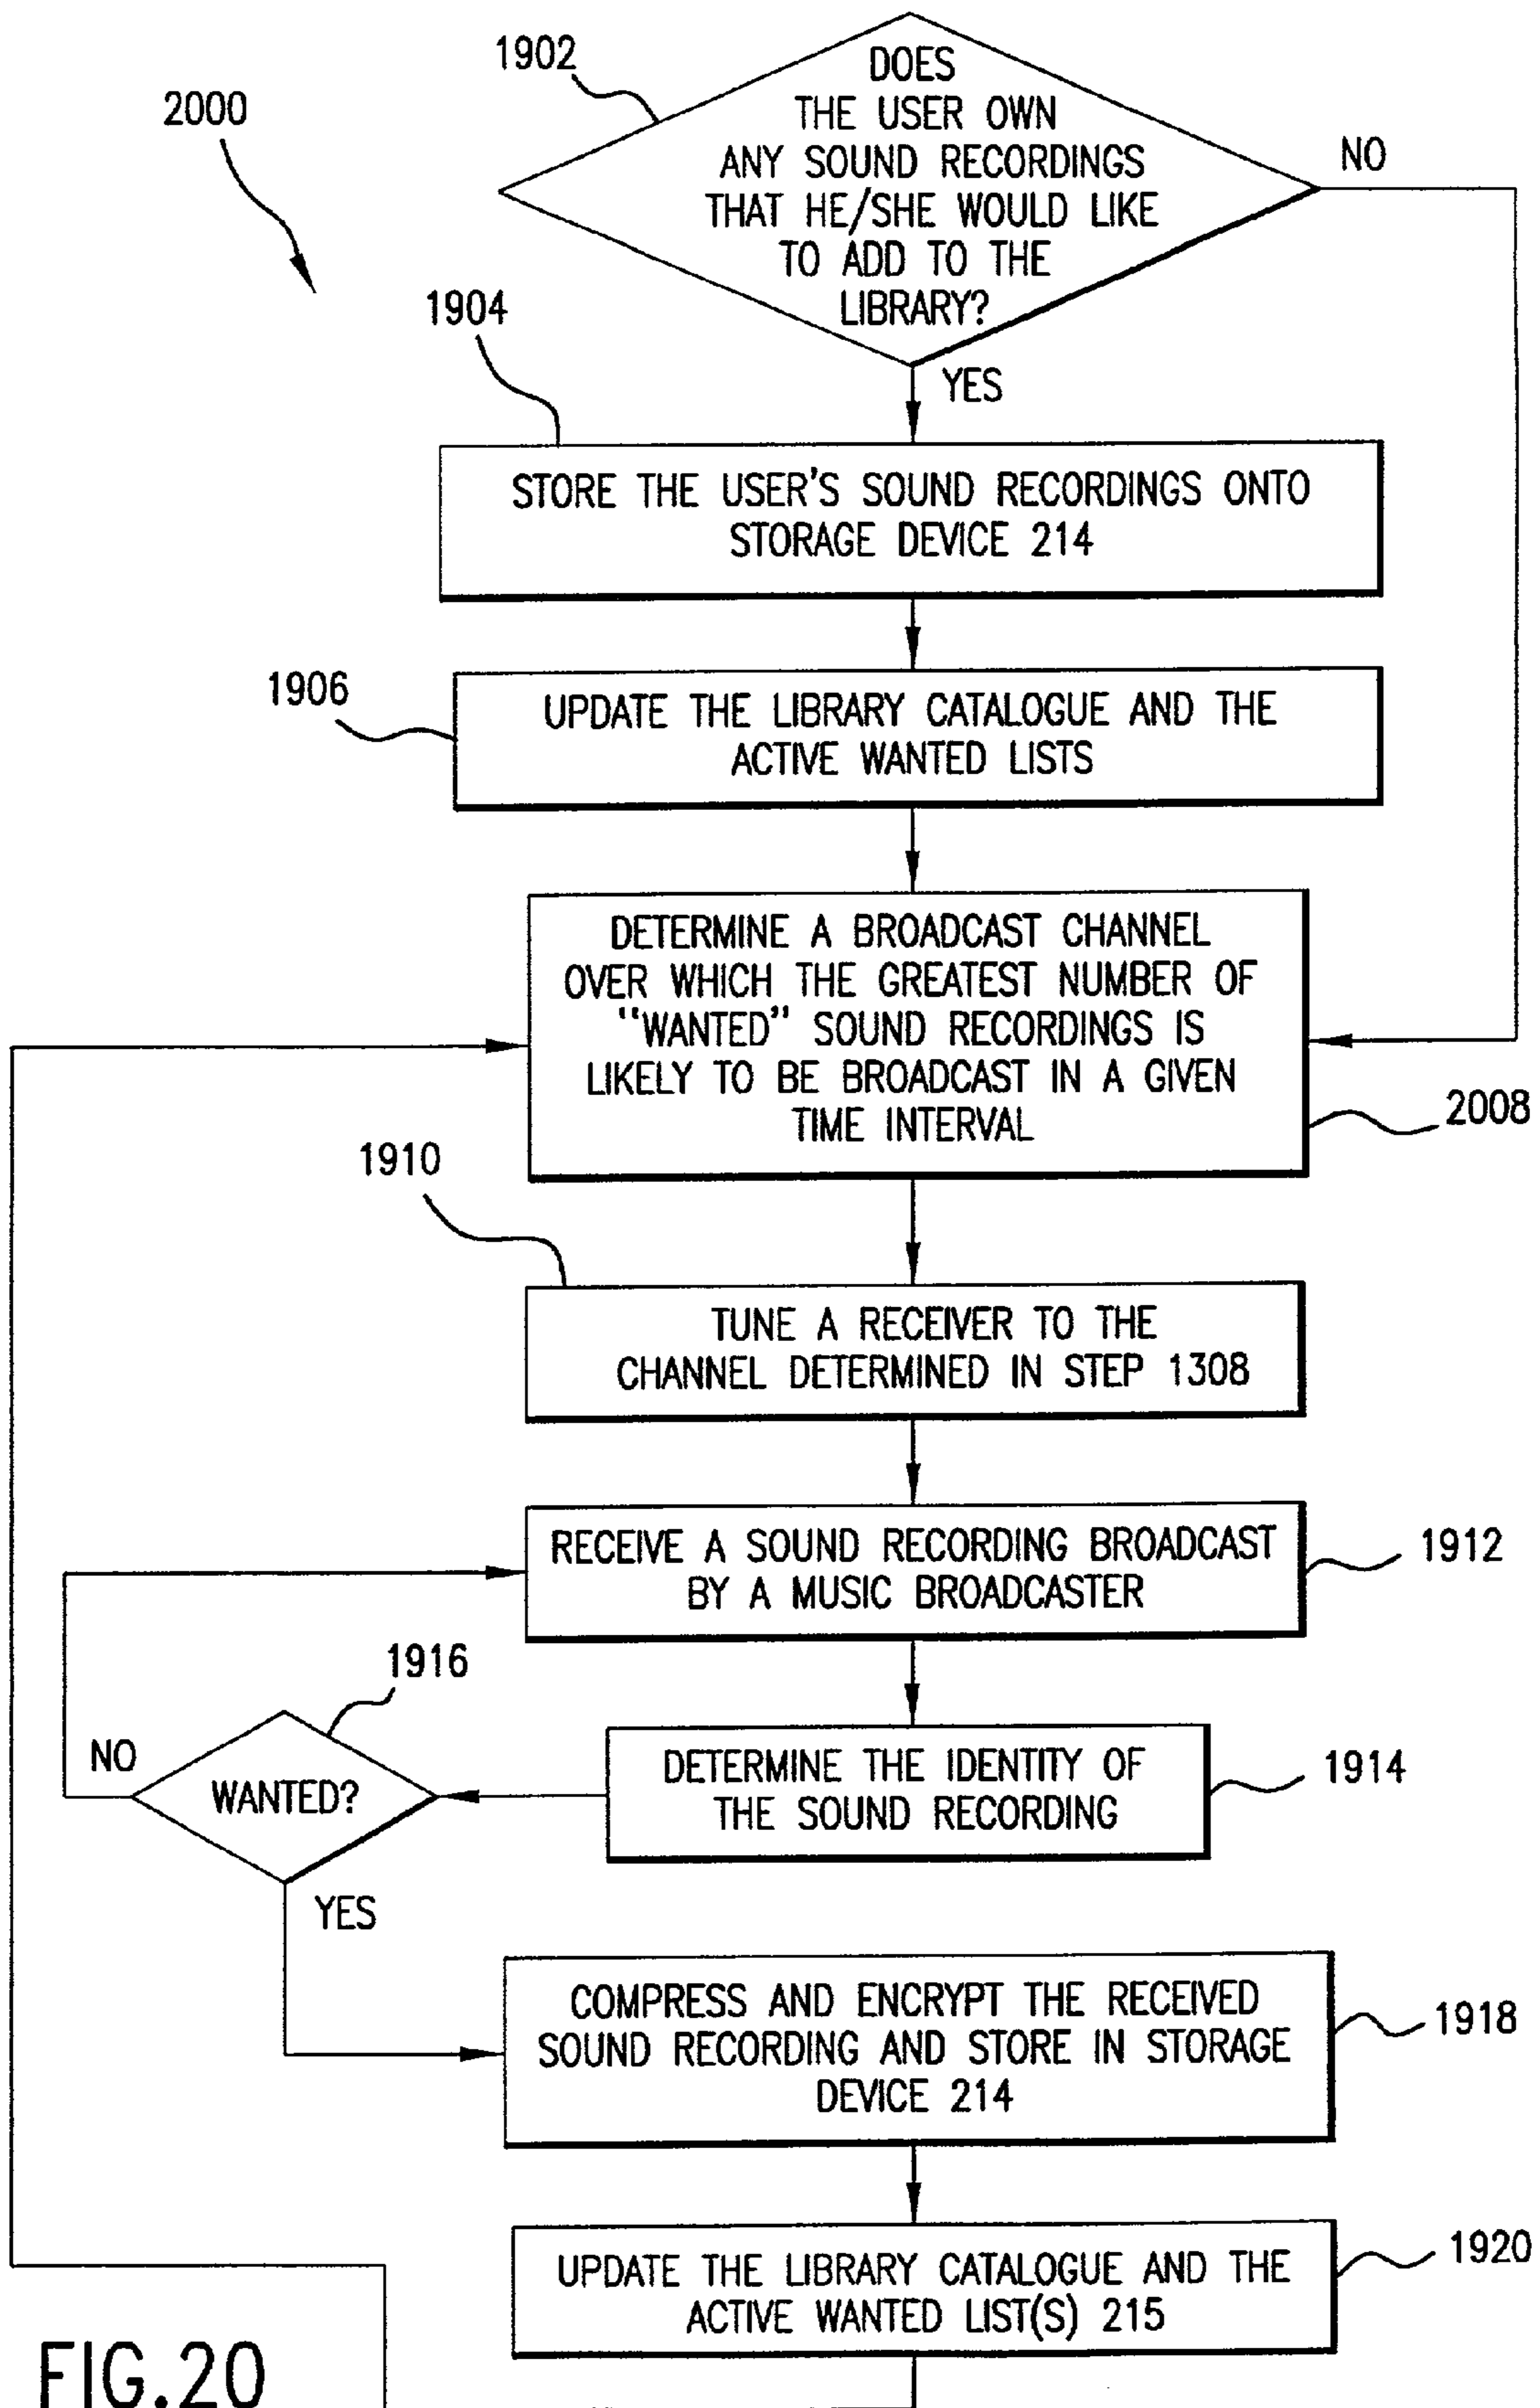 1902
2000
DOES
THE USER OWN
ANY SOUND RECORDINGS
THAT HE/SHE WOULD LIKE
TO ADD TO THE
LIBRARY?
NO
YES
1904
STORE THE USER'S SOUND RECORDINGS ONTO
STORAGE DEVICE 214
1906
UPDATE THE LIBRARY CATALOGUE AND THE
ACTIVE WANTED LISTS
DETERMINE A BROADCAST CHANNEL
OVER WHICH THE GREATEST NUMBER OF
"WANTED" SOUND RECORDINGS IS
LIKELY TO BE BROADCAST IN A GIVEN
TIME INTERVAL
2008
1910
TUNE A RECEIVER TO THE
CHANNEL DETERMINED IN STEP 1308
RECEIVE A SOUND RECORDING BROADCAST
BY A MUSIC BROADCASTER
1912
1916
NO
WANTED?
YES
DETERMINE THE IDENTITY OF
THE SOUND RECORDING
1914
COMPRESS AND ENCRYPT THE RECEIVED
SOUND RECORDING AND STORE IN STORAGE
DEVICE 214
1918
UPDATE THE LIBRARY CATALOGUE AND THE
ACTIVE WANTED LIST(S) 215
1920
FIG.20